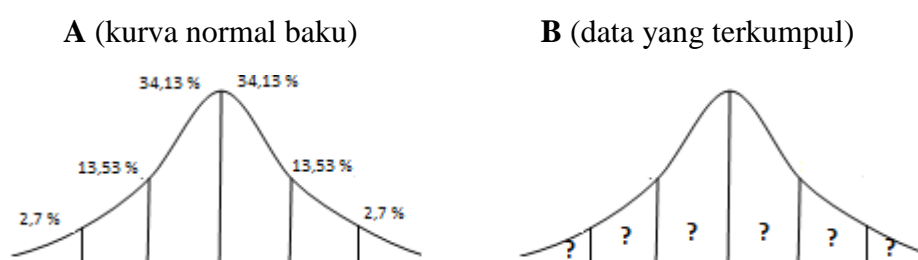 A (kurva normal baku) B (data yang terkumpul)
34,13 % 34,13 %
13,53 % 13,53 %
2,7 % 2,7 %
? ? ? ? ? ?